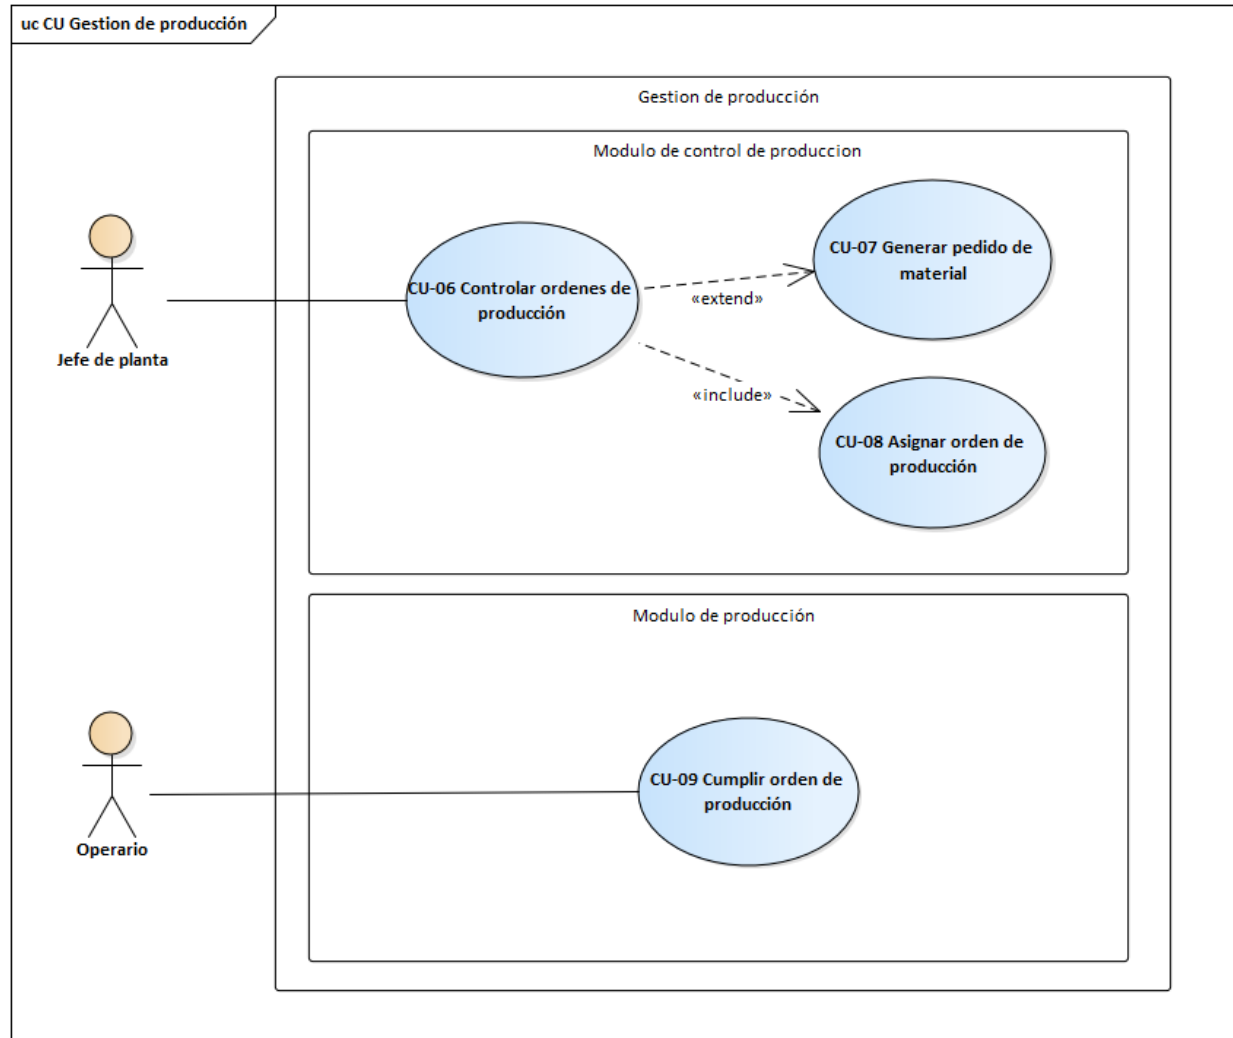 uc CU Gestion de producción
Gestion de producción
Modulo de control de produccion
CU-07 Generar pedido de
material
CU-06 Controlar ordenes de
producción
«extend»
Jefe de planta
«include»
CU-08 Asignar orden de
producción
Modulo de producción
CU-09 Cumplir orden de
producción
Operario